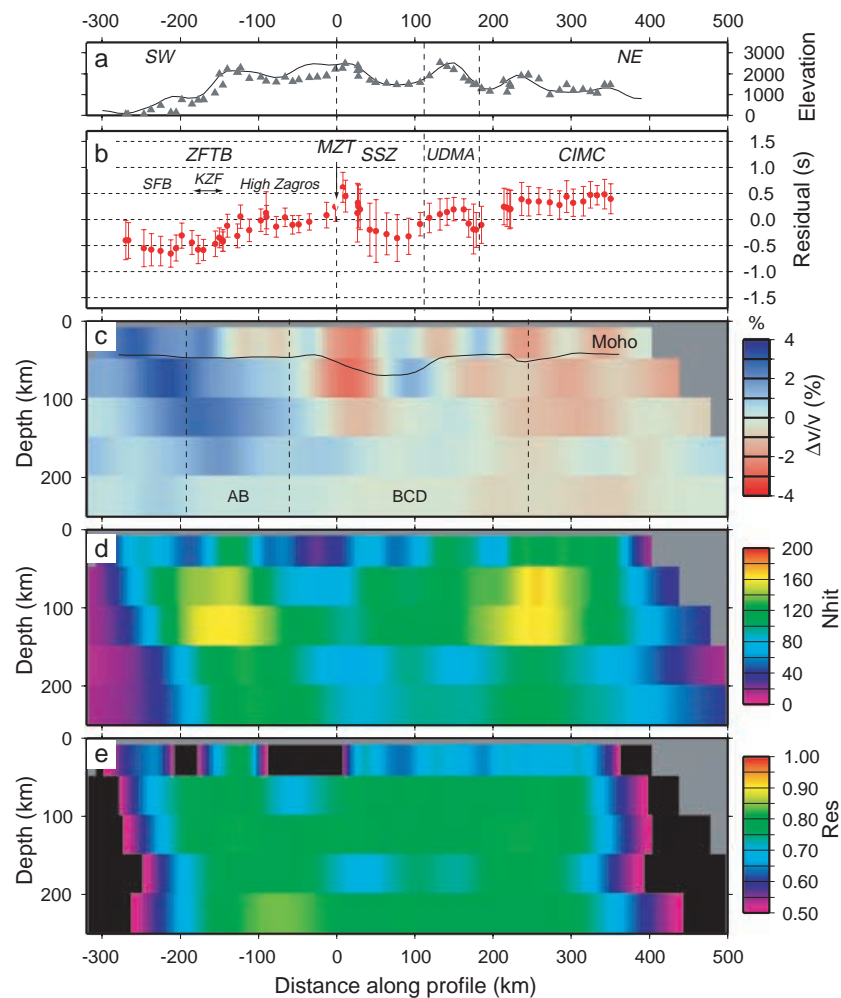 -300 -200 -100 0 100 200 300 400 500
a SW NE
3000
2000
1000
0
Elevation
b ZFTB MZT SSZ UDMA CIMC
SFB KZF High Zagros
1.5
1.0
0.5
0.0
-0.5
-1.0
-1.5
Residual (s)
c
0
100
200
Depth (km)
Moho
AB BCD
%
4
2
0
-2
-4
Δv/v (%)
d
0
100
200
Depth (km)
200
160
120
80
40
0
Nhit
e
0
100
200
Depth (km)
1.00
0.90
0.80
0.70
0.60
0.50
Res
-300 -200 -100 0 100 200 300 400 500
Distance along profile (km)